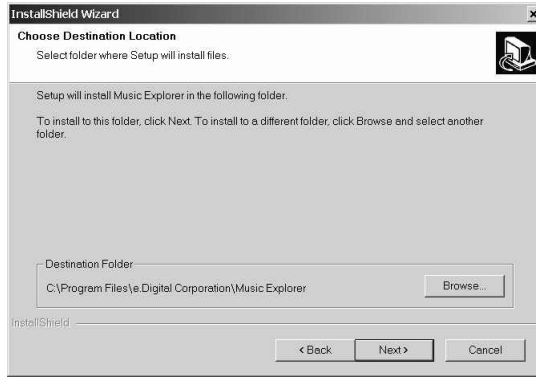 InstallShield Wizard
Choose Destination Location
Select folder where Setup will install files.
Setup will install Music Explorer in the following folder.
To install to this folder, click Next. To install to a different folder, click Browse and select another
folder.
Destination Folder
C:\Program Files\e.Digital Corporation\Music Explorer
Browse...
InstallShield
< Back
Next >
Cancel